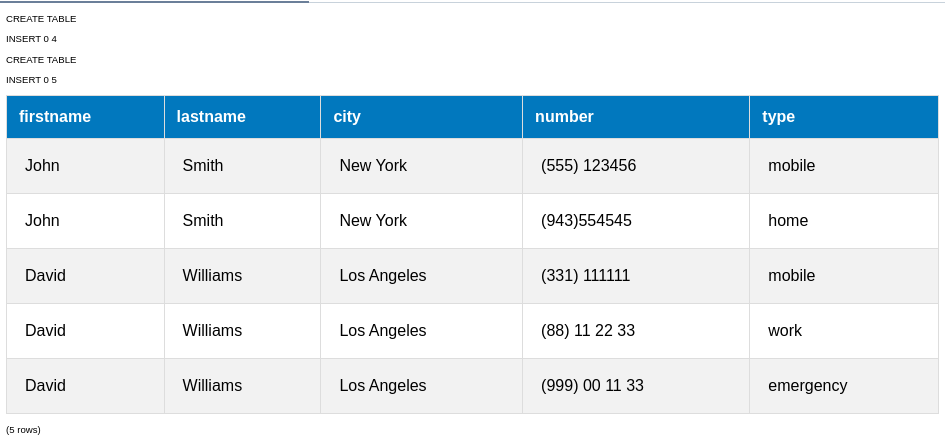 CREATE TABLE
INSERT 0 4
CREATE TABLE
INSERT 0 5
firstname lastname city number type
John Smith New York (555) 123456 mobile
John Smith New York (943)554545 home
David Williams Los Angeles (331) 111111 mobile
David Williams Los Angeles (88) 11 22 33 work
David Williams Los Angeles (999) 00 11 33 emergency
(5 rows)